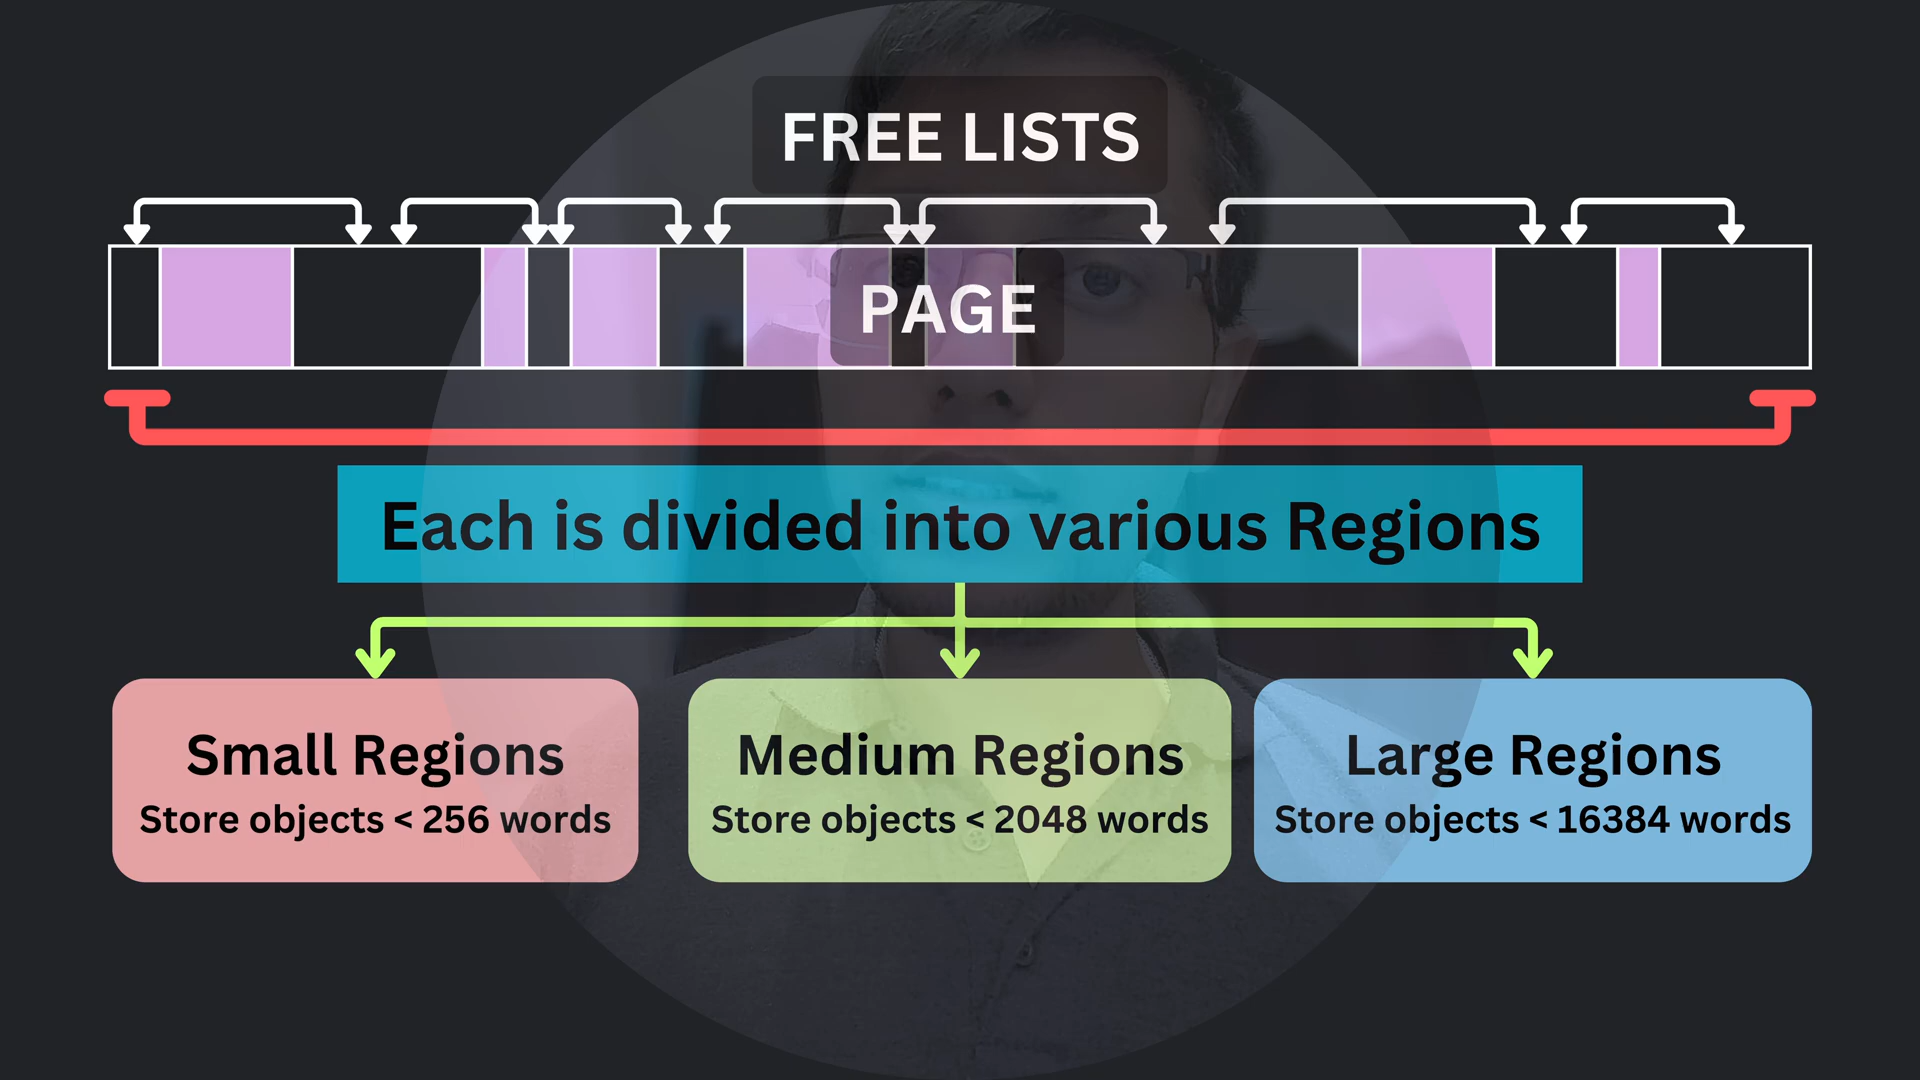 FREE LISTS
PAGE
Each is divided into various Regions
Small Regions
Store objects < 256 words
Medium Regions
Store objects < 2048 words
Large Regions
Store objects < 16384 words